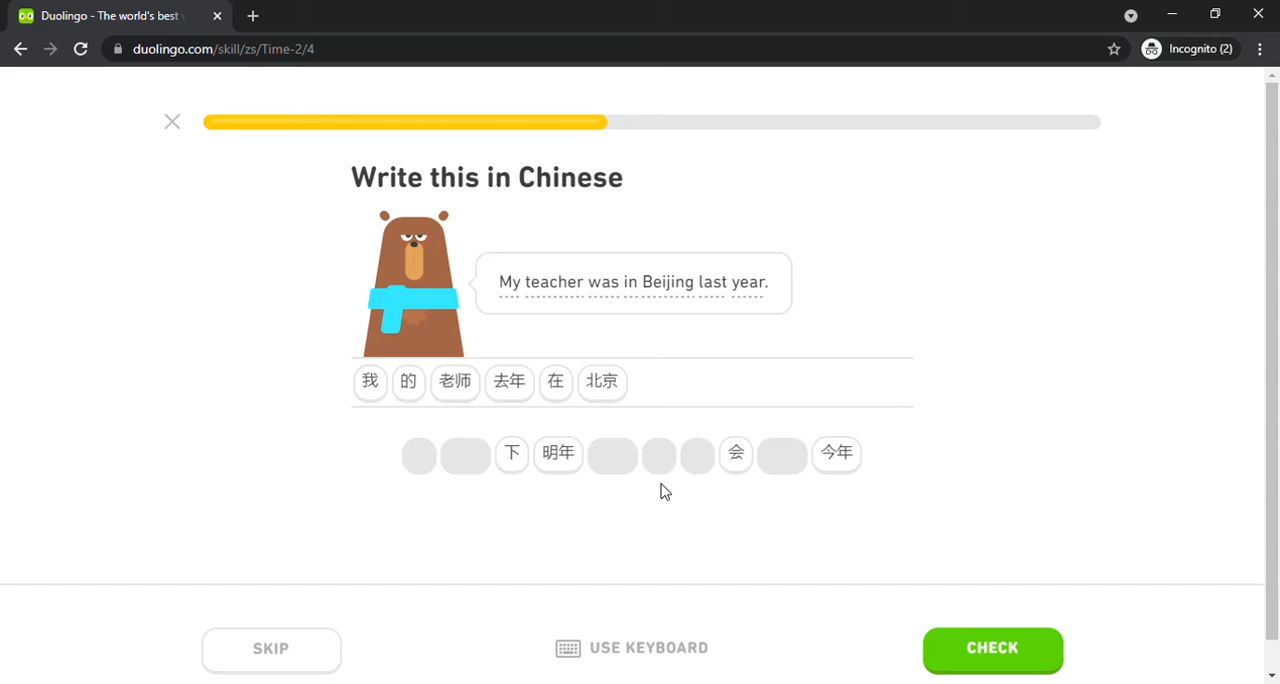 Duolingo - The world's best
duolingo.com/skill/zs/Time-2/4
Incognito (2)
Write this in Chinese
My teacher was in Beijing last year.
我 的 老师 去年 在 北京
下 明年 会 今年
SKIP
USE KEYBOARD
CHECK